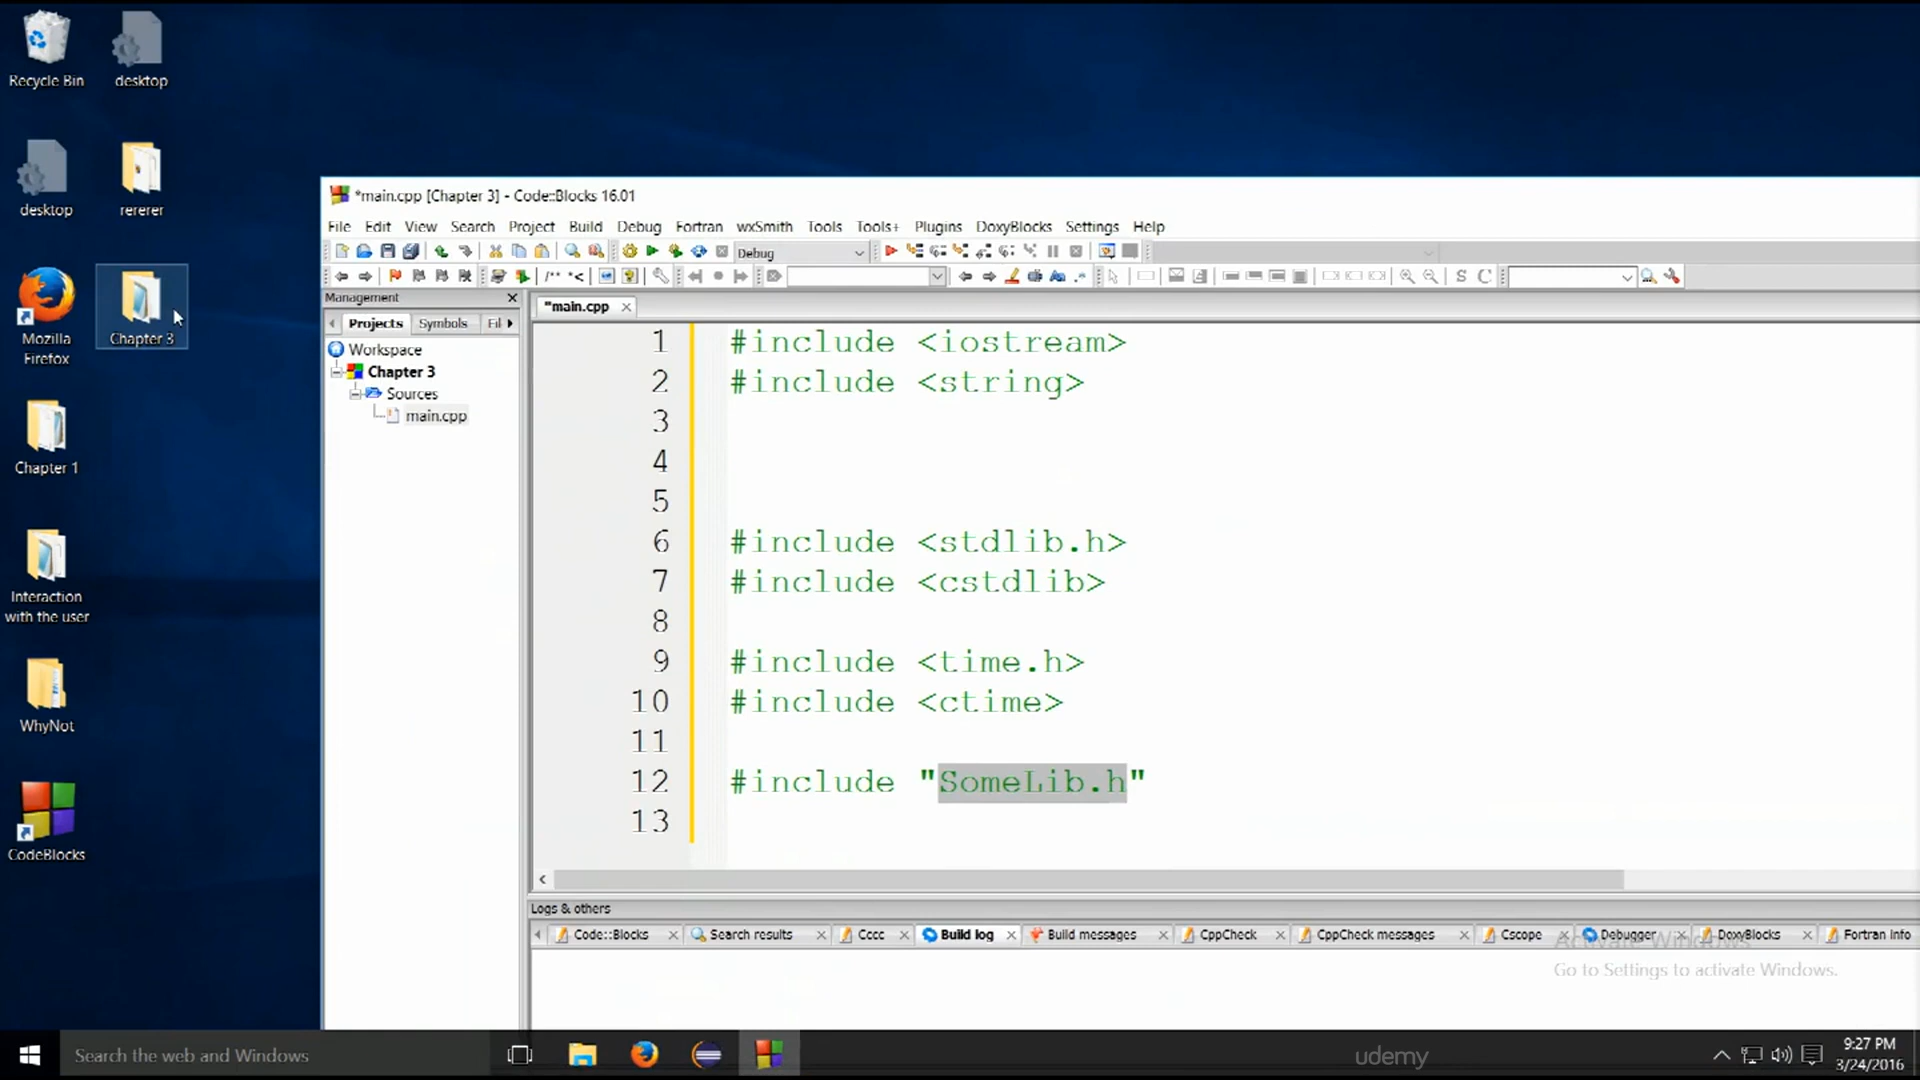 Recycle Bin
desktop
desktop
rererer
Mozilla
Firefox
Chapter 3
Chapter 1
Interaction
with the user
WhyNot
CodeBlocks
*main.cpp [Chapter 3] - Code::Blocks 16.01
File Edit View Search Project Build Debug Fortran wxSmith Tools Tools+ Plugins DoxyBlocks Settings Help
Debug
/** *<
S C
Management
Projects Symbols Fil
Workspace
Chapter 3
Sources
main.cpp
*main.cpp
1 #include <iostream>
2 #include <string>
3
4
5
6 #include <stdlib.h>
7 #include <cstdlib>
8
9 #include <time.h>
10 #include <ctime>
11
12 #include "SomeLib.h"
13
Logs & others
Code::Blocks Search results Cccc Build log Build messages CppCheck CppCheck messages Cscope Debugger DoxyBlocks Fortran info
Activate Windows
Go to Settings to activate Windows.
Search the web and Windows
udemy
9:27 PM
3/24/2016